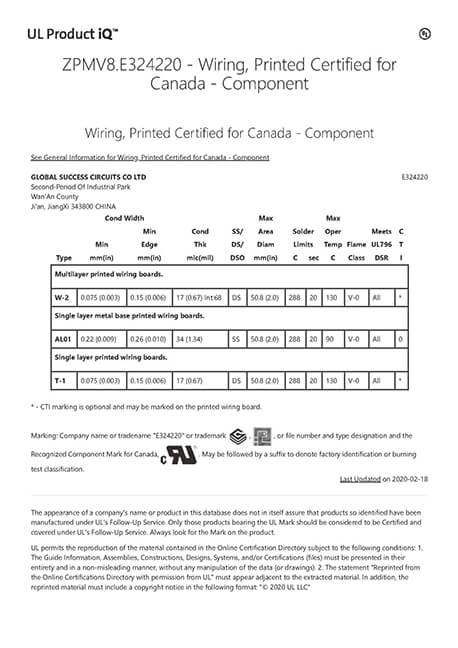 UL Product iQ™
UL
ZPMV8.E324220 - Wiring, Printed Certified for
Canada - Component
Wiring, Printed Certified for Canada - Component
See General Information for Wiring, Printed Certified for Canada - Component
GLOBAL SUCCESS CIRCUITS CO LTD E324220
Second-Period Of Industrial Park
Wan'An County
Ji'an, JiangXi 343800 CHINA
Cond Width Max Max
Min Cond SS/ Area Solder Oper Meets C
Min Edge Thk DS/ Diam Limits Temp Flame UL796 T
Type mm(in) mm(in) mic(mil) DSO mm(in) C sec C Class DSR I
Multilayer printed wiring boards.
W-2 0.075 (0.003) 0.15 (0.006) 17 (0.67) Int:68 DS 50.8 (2.0) 288 20 130 V-0 All *
Single layer metal base printed wiring boards.
AL01 0.22 (0.009) 0.26 (0.010) 34 (1.34) SS 50.8 (2.0) 288 20 90 V-0 All 0
Single layer printed wiring boards.
T-1 0.075 (0.003) 0.15 (0.006) 17 (0.67) DS 50.8 (2.0) 288 20 130 V-0 All *
* - CTI marking is optional and may be marked on the printed wiring board.
Marking: Company name or tradename "E324220" or trademark , , or file number and type designation and the
Recognized Component Mark for Canada, c RU . May be followed by a suffix to denote factory identification or burning
test classification.
Last Updated on 2020-02-18
The appearance of a company's name or product in this database does not in itself assure that products so identified have been
manufactured under UL's Follow-Up Service. Only those products bearing the UL Mark should be considered to be Certified and
covered under UL's Follow-Up Service. Always look for the Mark on the product.
UL permits the reproduction of the material contained in the Online Certification Directory subject to the following conditions: 1.
The Guide Information, Assemblies, Constructions, Designs, Systems, and/or Certifications (files) must be presented in their
entirety and in a non-misleading manner, without any manipulation of the data (or drawings). 2. The statement "Reprinted from
the Online Certifications Directory with permission from UL" must appear adjacent to the extracted material. In addition, the
reprinted material must include a copyright notice in the following format: "© 2020 UL LLC"